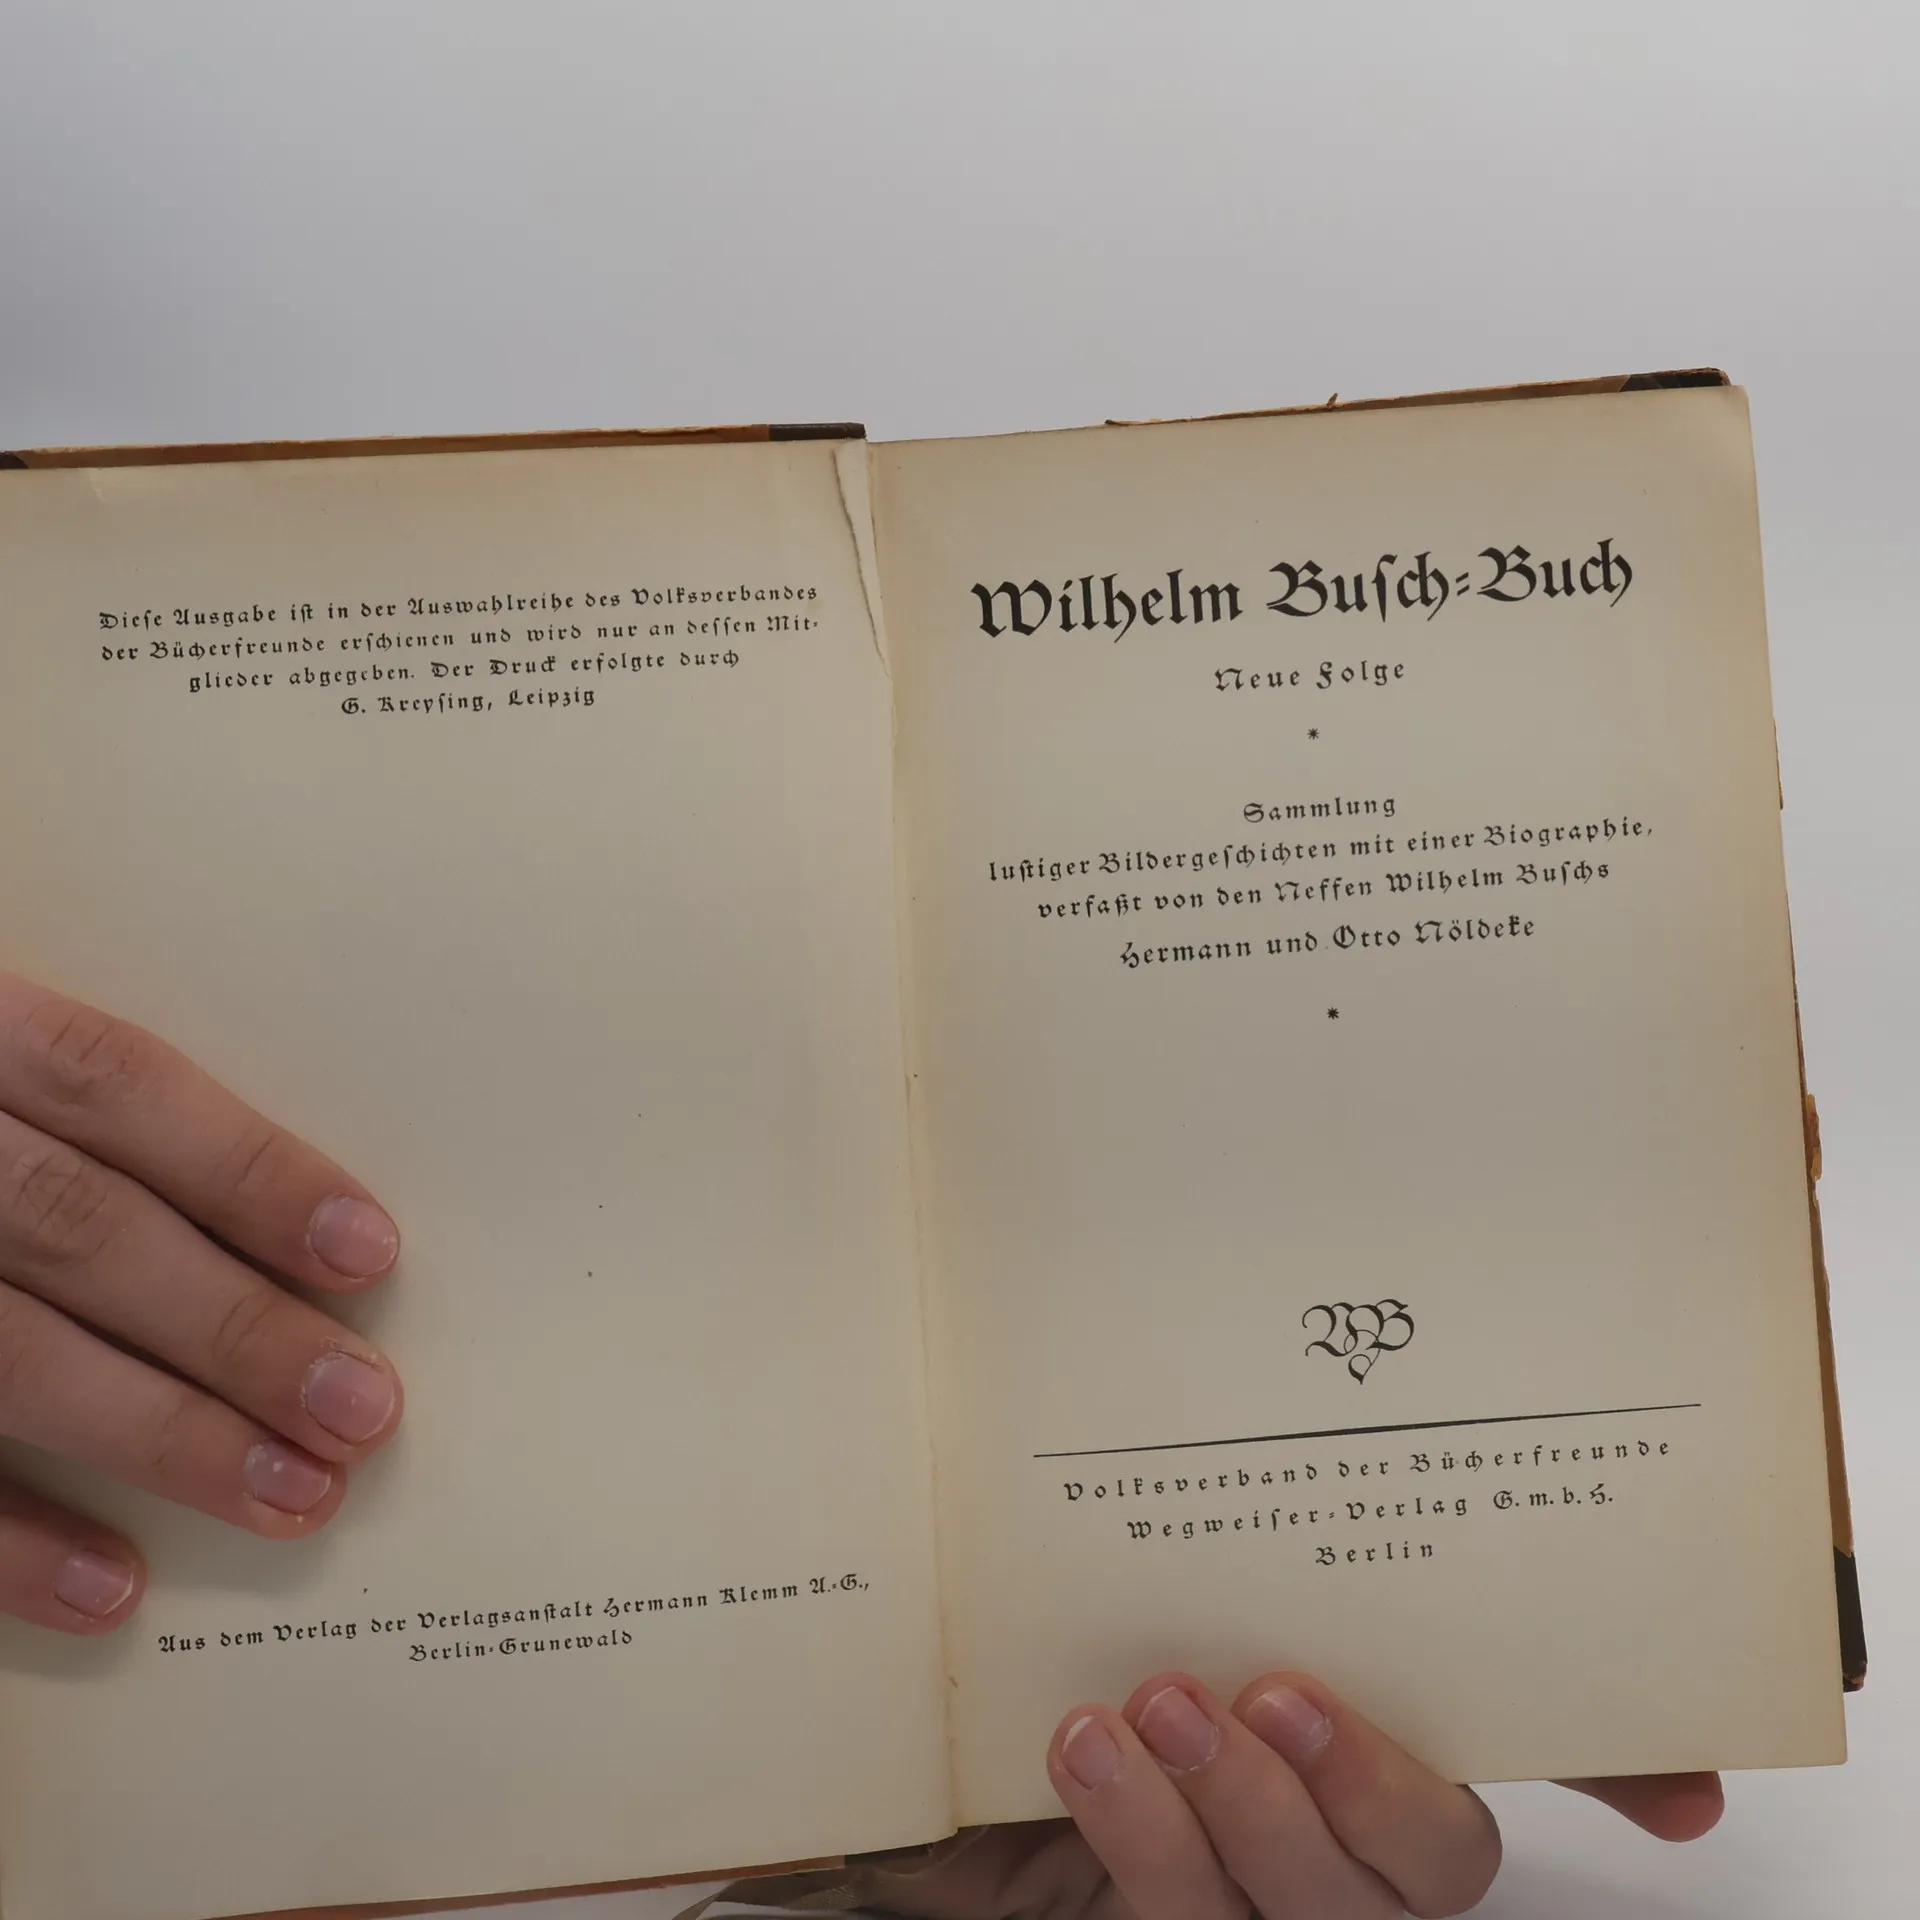 Dieſe Ausgabe iſt in der Auswahlreihe des Volksverbandes
der Bücherfreunde erſchienen und wird nur an deſſen Mit-
glieder abgegeben. Der Druck erfolgte durch
G. Kreyſing, Leipzig
Aus dem Verlag der Verlagsanſtalt Hermann Klemm A.-G.,
Berlin-Grunewald
Wilhelm Buſch-Buch
Neue Folge
*
Sammlung
luſtiger Bildergeſchichten mit einer Biographie,
verfaßt von den Neffen Wilhelm Buſchs
Hermann und Otto Nöldeke
*
VB
Volksverband der Bücherfreunde
Wegweiſer-Verlag G. m. b. H.
Berlin